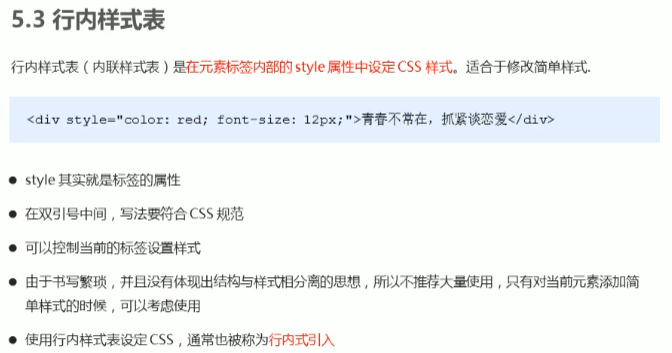 5.3 行内样式表
行内样式表（内联样式表）是在元素标签内部的 style 属性中设定 CSS 样式。适合于修改简单样式.
<div style="color: red; font-size: 12px;">青春不常在，抓紧谈恋爱</div>
● style 其实就是标签的属性
● 在双引号中间，写法要符合 CSS 规范
● 可以控制当前的标签设置样式
● 由于书写繁琐，并且没有体现出结构与样式相分离的思想，所以不推荐大量使用，只有对当前元素添加简
单样式的时候，可以考虑使用
● 使用行内样式表设定 CSS，通常也被称为行内式引入